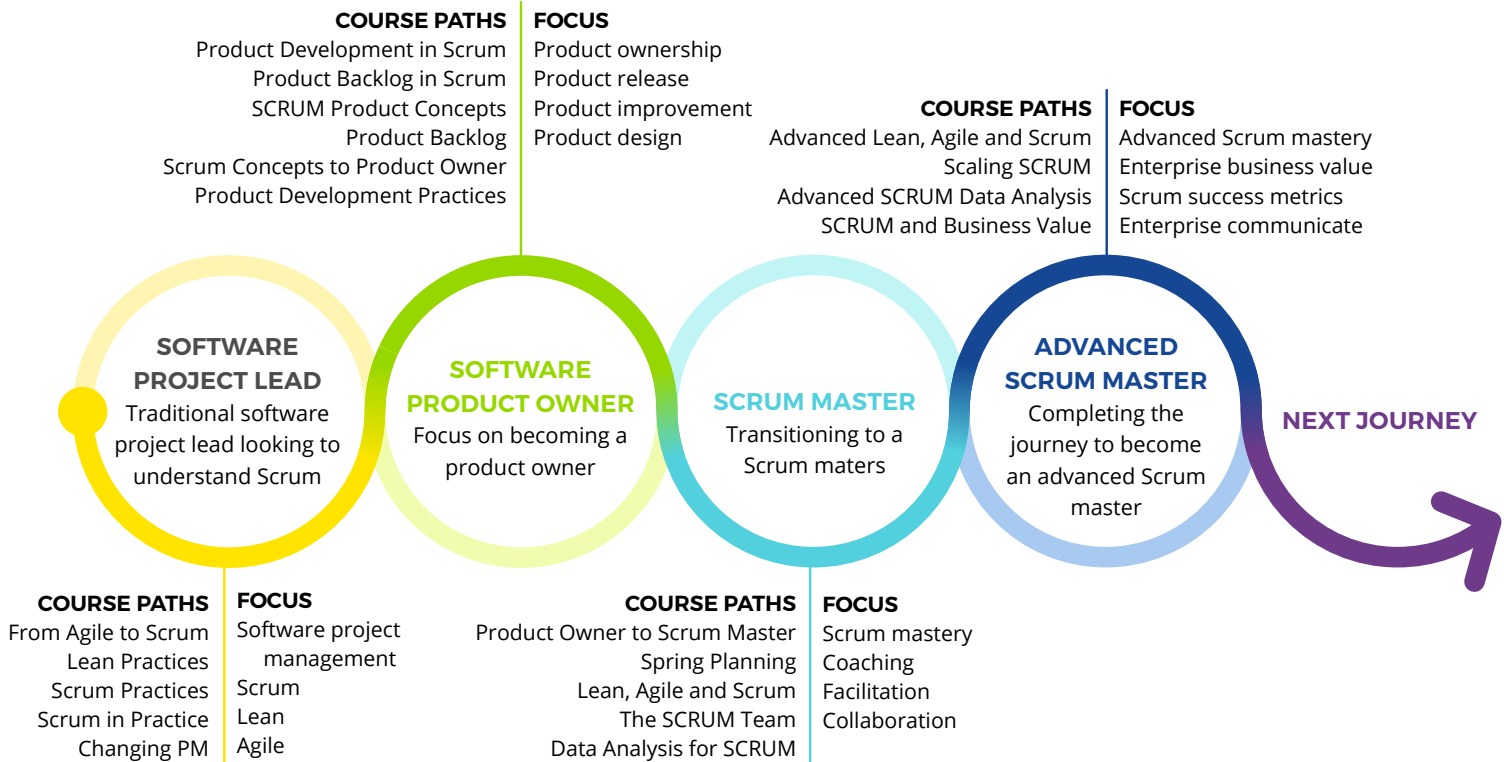 COURSE PATHS
Product Development in Scrum
Product Backlog in Scrum
SCRUM Product Concepts
Product Backlog
Scrum Concepts to Product Owner
Product Development Practices
FOCUS
Product ownership
Product release
Product improvement
Product design
COURSE PATHS
Advanced Lean, Agile and Scrum
Scaling SCRUM
Advanced SCRUM Data Analysis
SCRUM and Business Value
FOCUS
Advanced Scrum mastery
Enterprise business value
Scrum success metrics
Enterprise communicate
SOFTWARE
PROJECT LEAD
Traditional software
project lead looking to
understand Scrum
SOFTWARE
PRODUCT OWNER
Focus on becoming a
product owner
SCRUM MASTER
Transitioning to a
Scrum maters
ADVANCED
SCRUM MASTER
Completing the
journey to become
an advanced Scrum
master
NEXT JOURNEY
COURSE PATHS
From Agile to Scrum
Lean Practices
Scrum Practices
Scrum in Practice
Changing PM
FOCUS
Software project
management
Scrum
Lean
Agile
COURSE PATHS
Product Owner to Scrum Master
Spring Planning
Lean, Agile and Scrum
The SCRUM Team
Data Analysis for SCRUM
FOCUS
Scrum mastery
Coaching
Facilitation
Collaboration